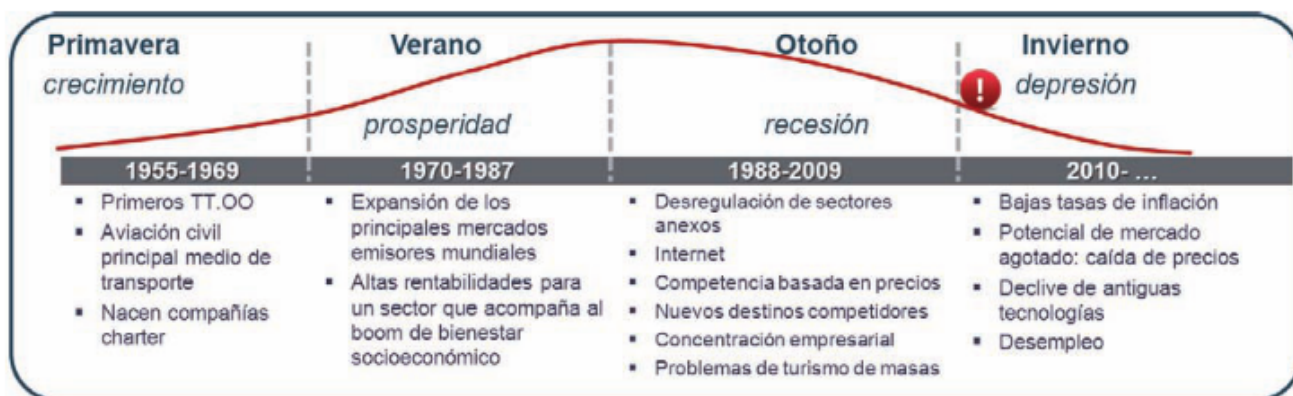 Primavera
crecimiento
Verano
prosperidad
Otoño
recesión
Invierno
depresión
!
1955-1969
1970-1987
1988-2009
2010- ...
▪ Primeros TT.OO
▪ Aviación civil
principal medio de
transporte
▪ Nacen compañías
charter
▪ Expansión de los
principales mercados
emisores mundiales
▪ Altas rentabilidades para
un sector que acompaña al
boom de bienestar
socioeconómico
▪ Desregulación de sectores
anexos
▪ Internet
▪ Competencia basada en precios
▪ Nuevos destinos competidores
▪ Concentración empresarial
▪ Problemas de turismo de masas
▪ Bajas tasas de inflación
▪ Potencial de mercado
agotado: caída de precios
▪ Declive de antiguas
tecnologías
▪ Desempleo